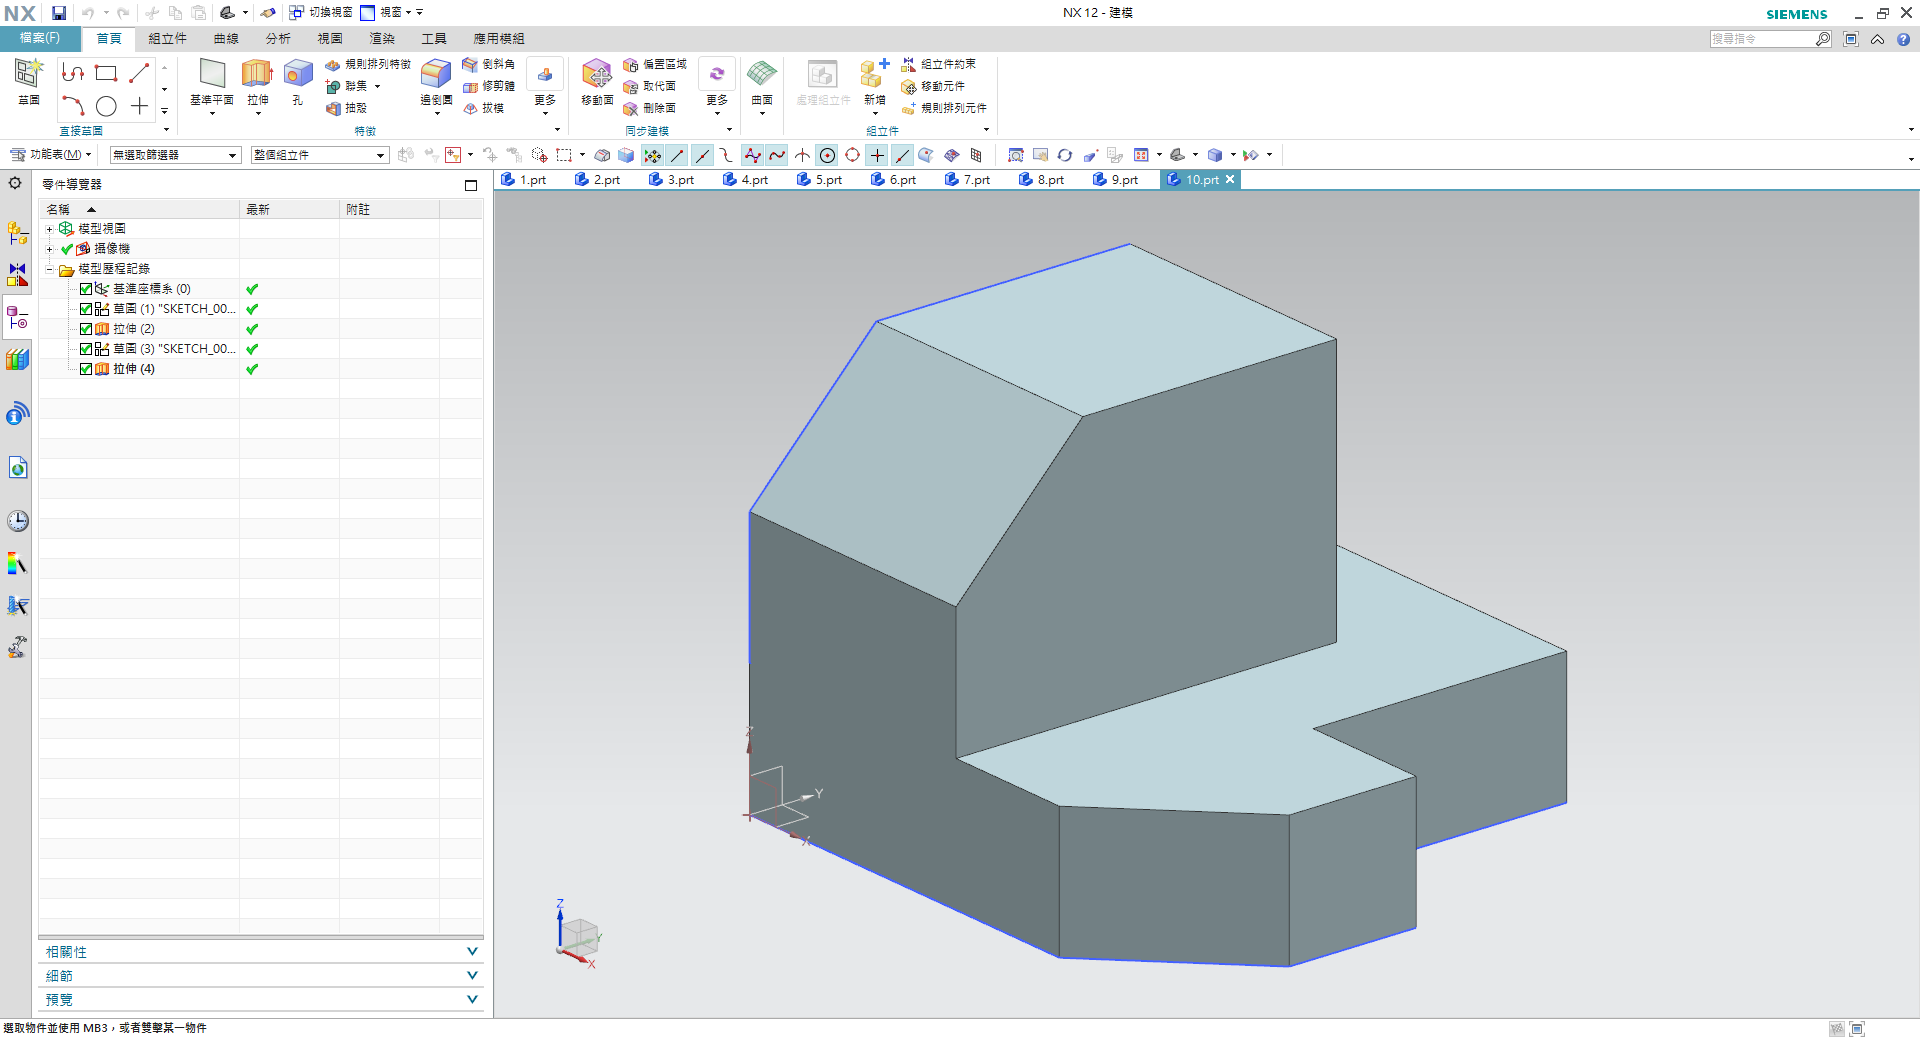 NX 切換視窗 視窗 NX 12 - 建模 SIEMENS
檔案(F) 首頁 組立件 曲線 分析 視圖 渲染 工具 應用模組 搜尋指令
草圖
直接草圖
基準平面 拉伸 孔 規則排列特徵 聯集 抽殼 邊倒圓 倒斜角 修剪體 拔模 更多
特徵
移動面 偏置區域 取代面 刪除面 更多
同步建模
曲面
處理組立件 新增 組立件約束 移動元件 規則排列元件
組立件
功能表(M) 無選取篩選器 整個組立件
零件導覽器
1.prt 2.prt 3.prt 4.prt 5.prt 6.prt 7.prt 8.prt 9.prt 10.prt
名稱 最新 附註
模型視圖
攝像機
模型歷程記錄
基準座標系 (0)
草圖 (1) "SKETCH_00...
拉伸 (2)
草圖 (3) "SKETCH_00...
拉伸 (4)
Z
Y
X
Z
Y
X
相關性
細節
預覽
選取物件並使用 MB3，或者雙擊某一物件